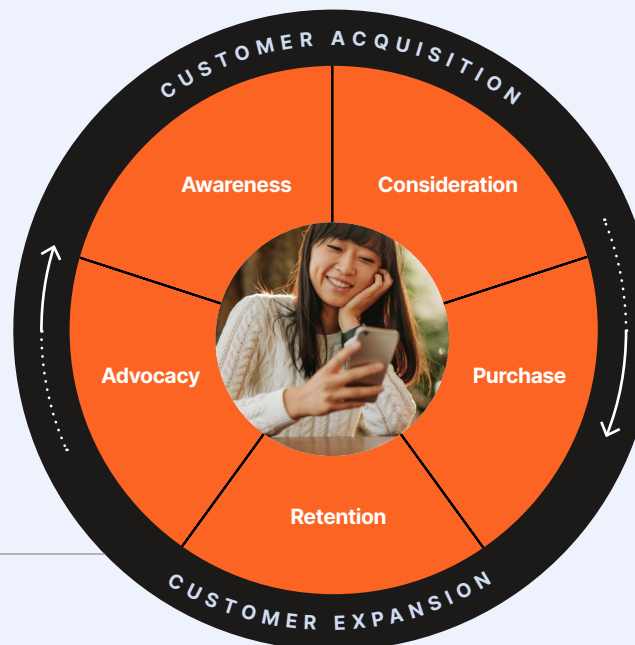 CUSTOMER ACQUISITION
Awareness
Consideration
Advocacy
Purchase
Retention
CUSTOMER EXPANSION